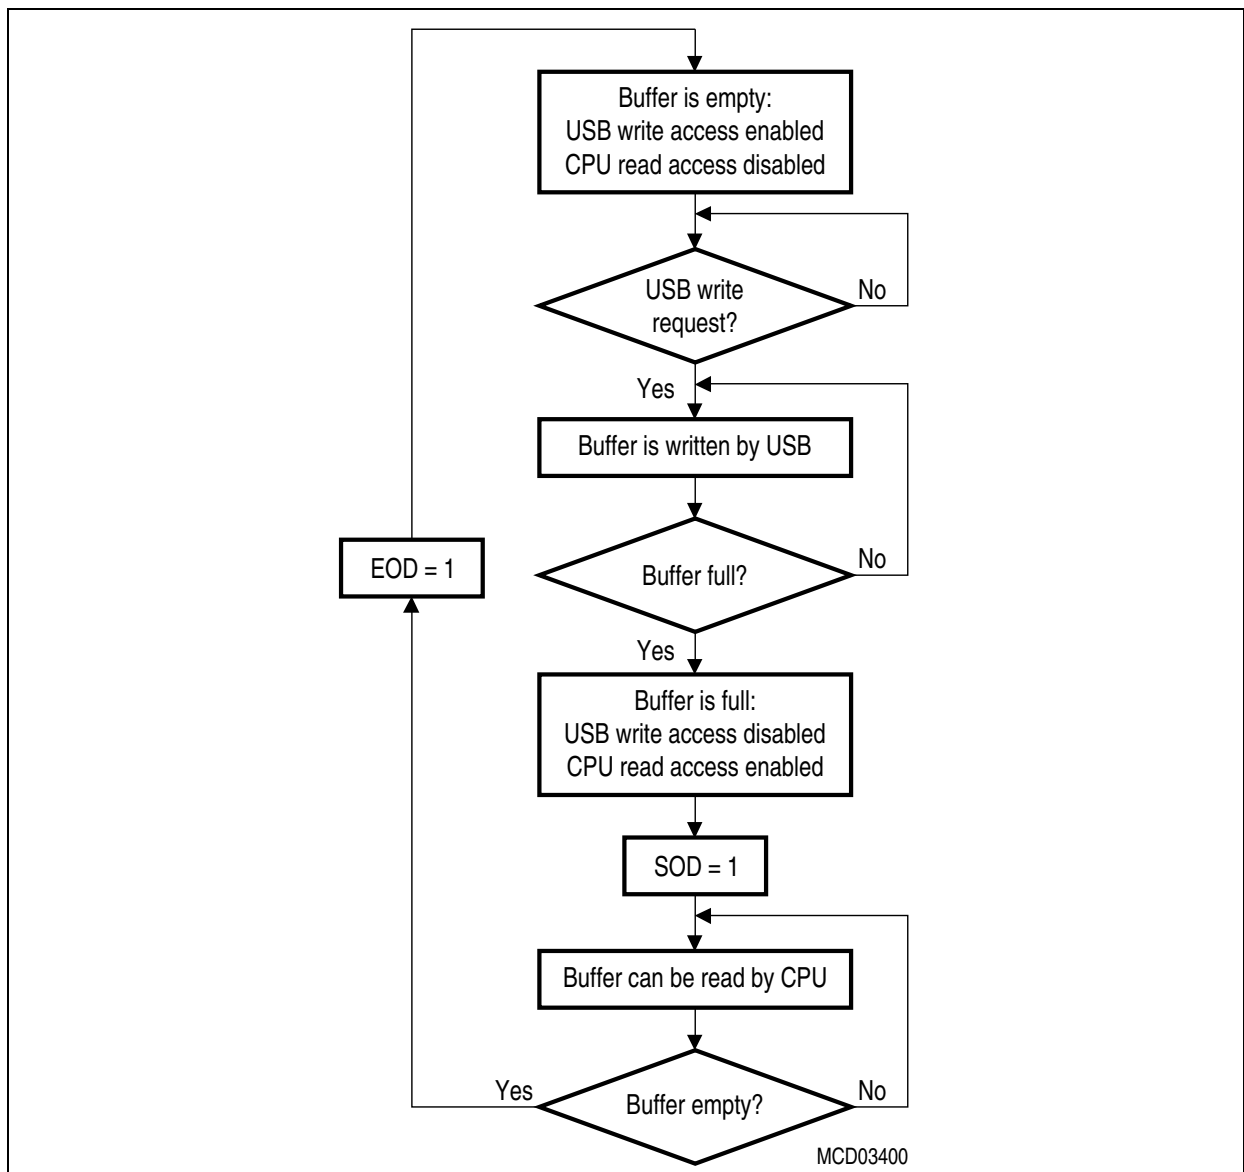 Buffer is empty:
USB write access enabled
CPU read access disabled
USB write
request?
No
Yes
Buffer is written by USB
EOD = 1
Buffer full?
No
Yes
Buffer is full:
USB write access disabled
CPU read access enabled
SOD = 1
Buffer can be read by CPU
Yes
Buffer empty?
No
MCD03400